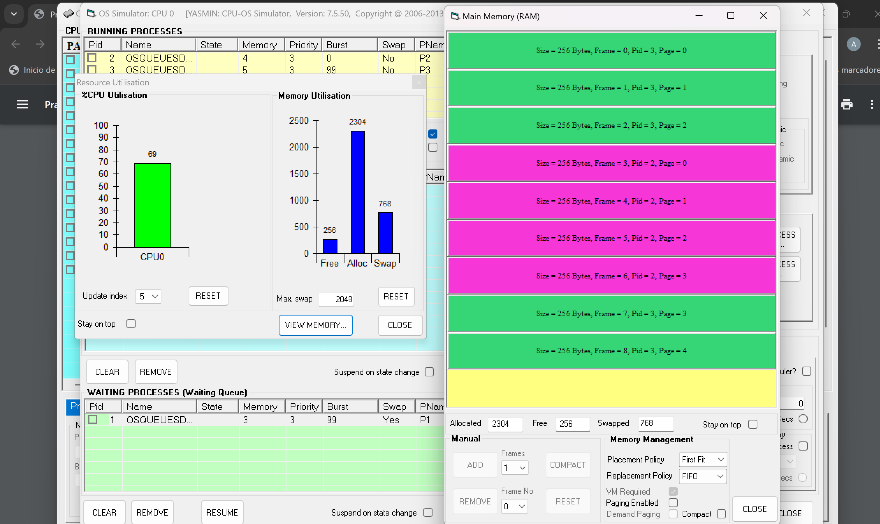 OS Simulator: CPU 0 [YASMIN: CPU-OS Simulator, Version: 7.5.50, Copyright @ 2006-2013
Main Memory (RAM)
RUNNING PROCESSES
Pid Name State Memory Priority Burst Swap PName
2 OSQUEUESD... 4 3 0 No P2
3 OSQUEUESD... 5 3 99 No P3
Inicio de
marcadore
Resource Utilisation
%CPU Utilisation
Memory Utilisation
100
90
80
70
60
50
40
30
20
10
0
69
CPU0
2500
2000
1500
1000
500
0
256
2304
768
Free Alloc Swap
Update index 5 RESET
Max. swap 2048 RESET
Stay on top
VIEW MEMORY... CLOSE
Size = 256 Bytes, Frame = 0, Pid = 3, Page = 0
Size = 256 Bytes, Frame = 1, Pid = 3, Page = 1
Size = 256 Bytes, Frame = 2, Pid = 3, Page = 2
Size = 256 Bytes, Frame = 3, Pid = 2, Page = 0
Size = 256 Bytes, Frame = 4, Pid = 2, Page = 1
Size = 256 Bytes, Frame = 5, Pid = 2, Page = 2
Size = 256 Bytes, Frame = 6, Pid = 2, Page = 3
Size = 256 Bytes, Frame = 7, Pid = 3, Page = 3
Size = 256 Bytes, Frame = 8, Pid = 3, Page = 4
CLEAR REMOVE Suspend on state change
WAITING PROCESSES (Waiting Queue)
Pid Name State Memory Priority Burst Swap PNam
1 OSQUEUESD... 3 3 99 Yes P1
CLEAR REMOVE RESUME Suspend on state change
Allocated 2304 Free 256 Swapped 768 Stay on top
Manual
Frames
ADD 1 COMPACT
Frame No
REMOVE 0 RESET
Memory Management
Placement Policy First Fit
Replacement Policy FIFO
VM Required
Paging Enabled
Demand Paging Compact
CLOSE